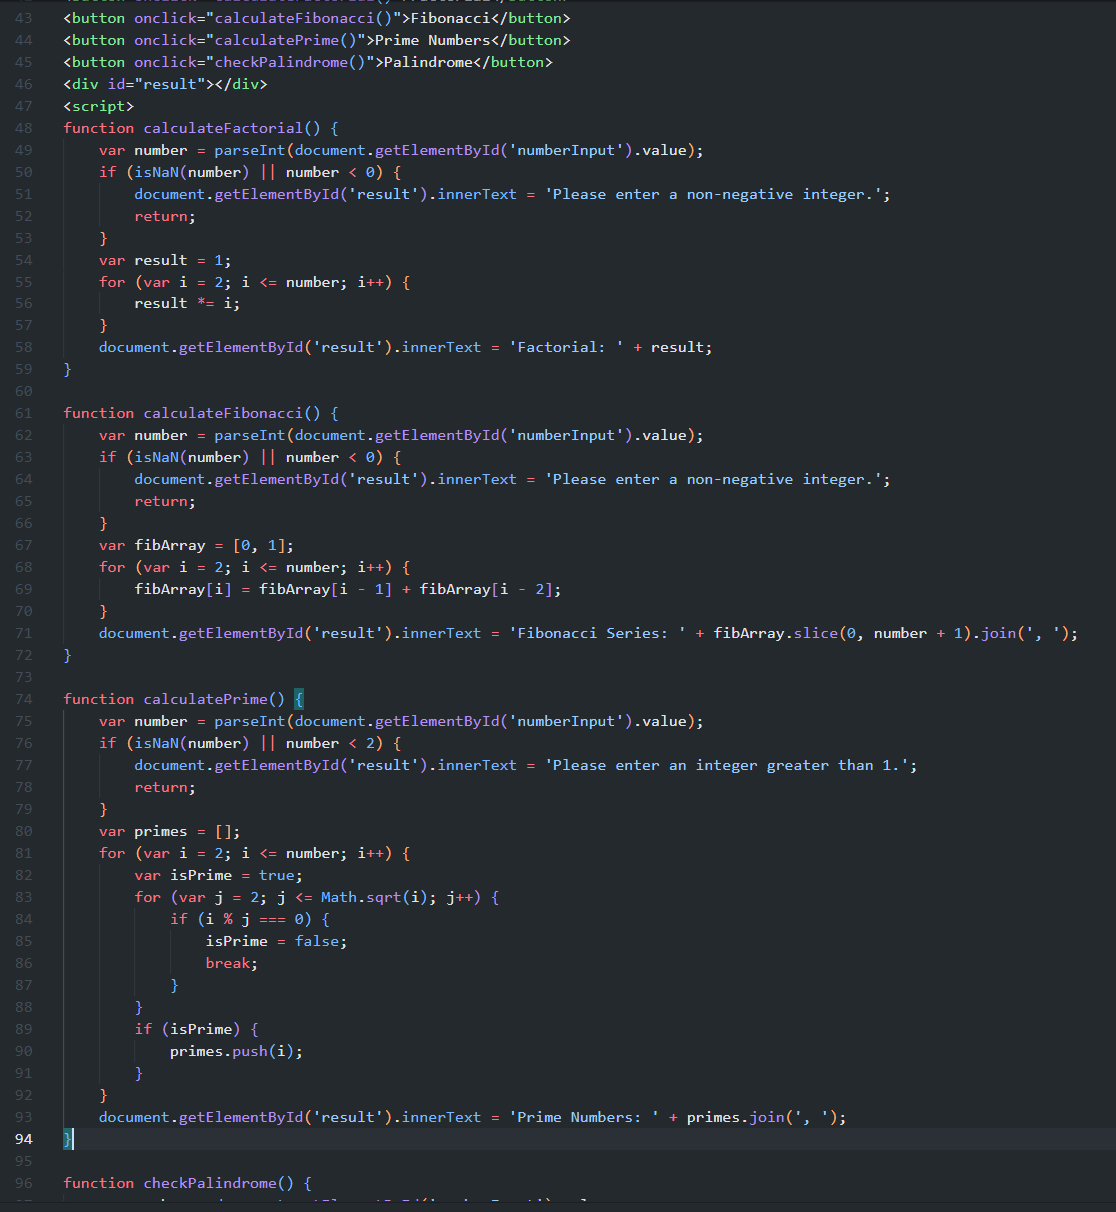 43 <button onclick="calculateFibonacci()">Fibonacci</button>
44 <button onclick="calculatePrime()">Prime Numbers</button>
45 <button onclick="checkPalindrome()">Palindrome</button>
46 <div id="result"></div>
47 <script>
48 function calculateFactorial() {
49     var number = parseInt(document.getElementById('numberInput').value);
50     if (isNaN(number) || number < 0) {
51         document.getElementById('result').innerText = 'Please enter a non-negative integer.';
52         return;
53     }
54     var result = 1;
55     for (var i = 2; i <= number; i++) {
56         result *= i;
57     }
58     document.getElementById('result').innerText = 'Factorial: ' + result;
59 }
60
61 function calculateFibonacci() {
62     var number = parseInt(document.getElementById('numberInput').value);
63     if (isNaN(number) || number < 0) {
64         document.getElementById('result').innerText = 'Please enter a non-negative integer.';
65         return;
66     }
67     var fibArray = [0, 1];
68     for (var i = 2; i <= number; i++) {
69         fibArray[i] = fibArray[i - 1] + fibArray[i - 2];
70     }
71     document.getElementById('result').innerText = 'Fibonacci Series: ' + fibArray.slice(0, number + 1).join(', ');
72 }
73
74 function calculatePrime() {
75     var number = parseInt(document.getElementById('numberInput').value);
76     if (isNaN(number) || number < 2) {
77         document.getElementById('result').innerText = 'Please enter an integer greater than 1.';
78         return;
79     }
80     var primes = [];
81     for (var i = 2; i <= number; i++) {
82         var isPrime = true;
83         for (var j = 2; j <= Math.sqrt(i); j++) {
84             if (i % j === 0) {
85                 isPrime = false;
86                 break;
87             }
88         }
89         if (isPrime) {
90             primes.push(i);
91         }
92     }
93     document.getElementById('result').innerText = 'Prime Numbers: ' + primes.join(', ');
94 }
95
96 function checkPalindrome() {